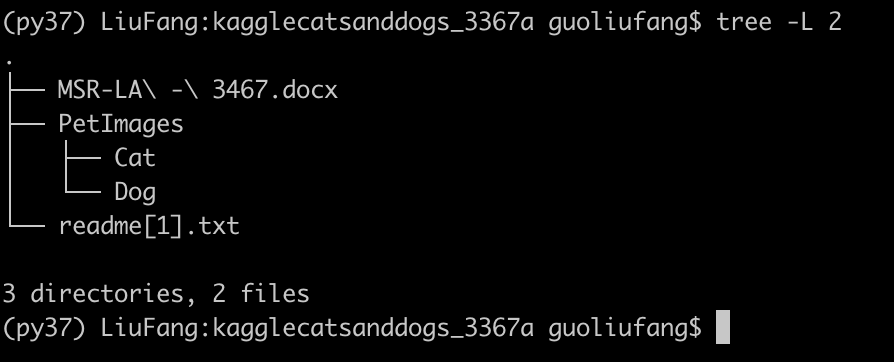 (py37) LiuFang:kagglecatsanddogs_3367a guoliufang$ tree -L 2
.
├── MSR-LA\ -\ 3467.docx
├── PetImages
│   ├── Cat
│   └── Dog
└── readme[1].txt

3 directories, 2 files
(py37) LiuFang:kagglecatsanddogs_3367a guoliufang$